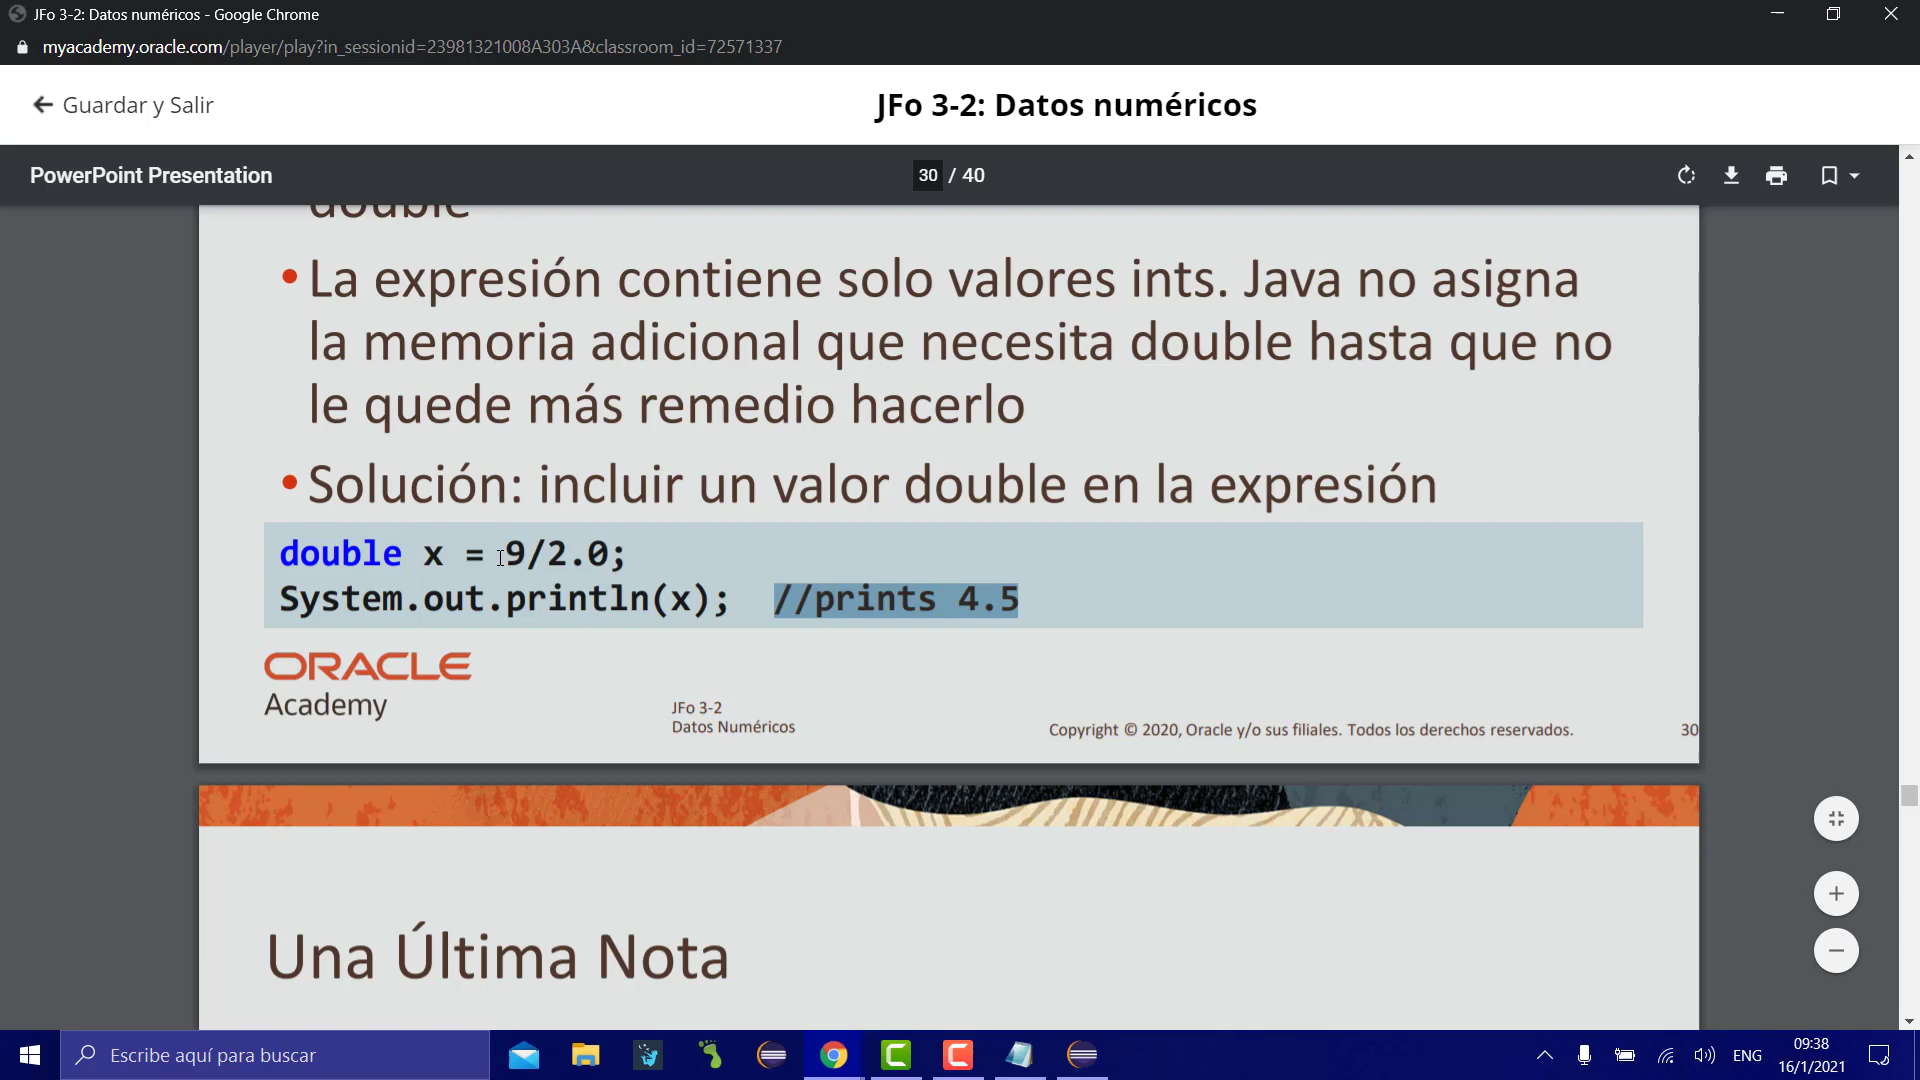 JFo 3-2: Datos numéricos - Google Chrome
myacademy.oracle.com/player/play?in_sessionid=23981321008A303A&classroom_id=72571337
Guardar y Salir
JFo 3-2: Datos numéricos
PowerPoint Presentation
30 / 40
double
•La expresión contiene solo valores ints. Java no asigna
la memoria adicional que necesita double hasta que no
le quede más remedio hacerlo
•Solución: incluir un valor double en la expresión
double x = 9/2.0;
System.out.println(x); //prints 4.5
ORACLE
Academy
JFo 3-2
Datos Numéricos
Copyright © 2020, Oracle y/o sus filiales. Todos los derechos reservados.
30
Una Última Nota
Escribe aquí para buscar
ENG
09:38
16/1/2021